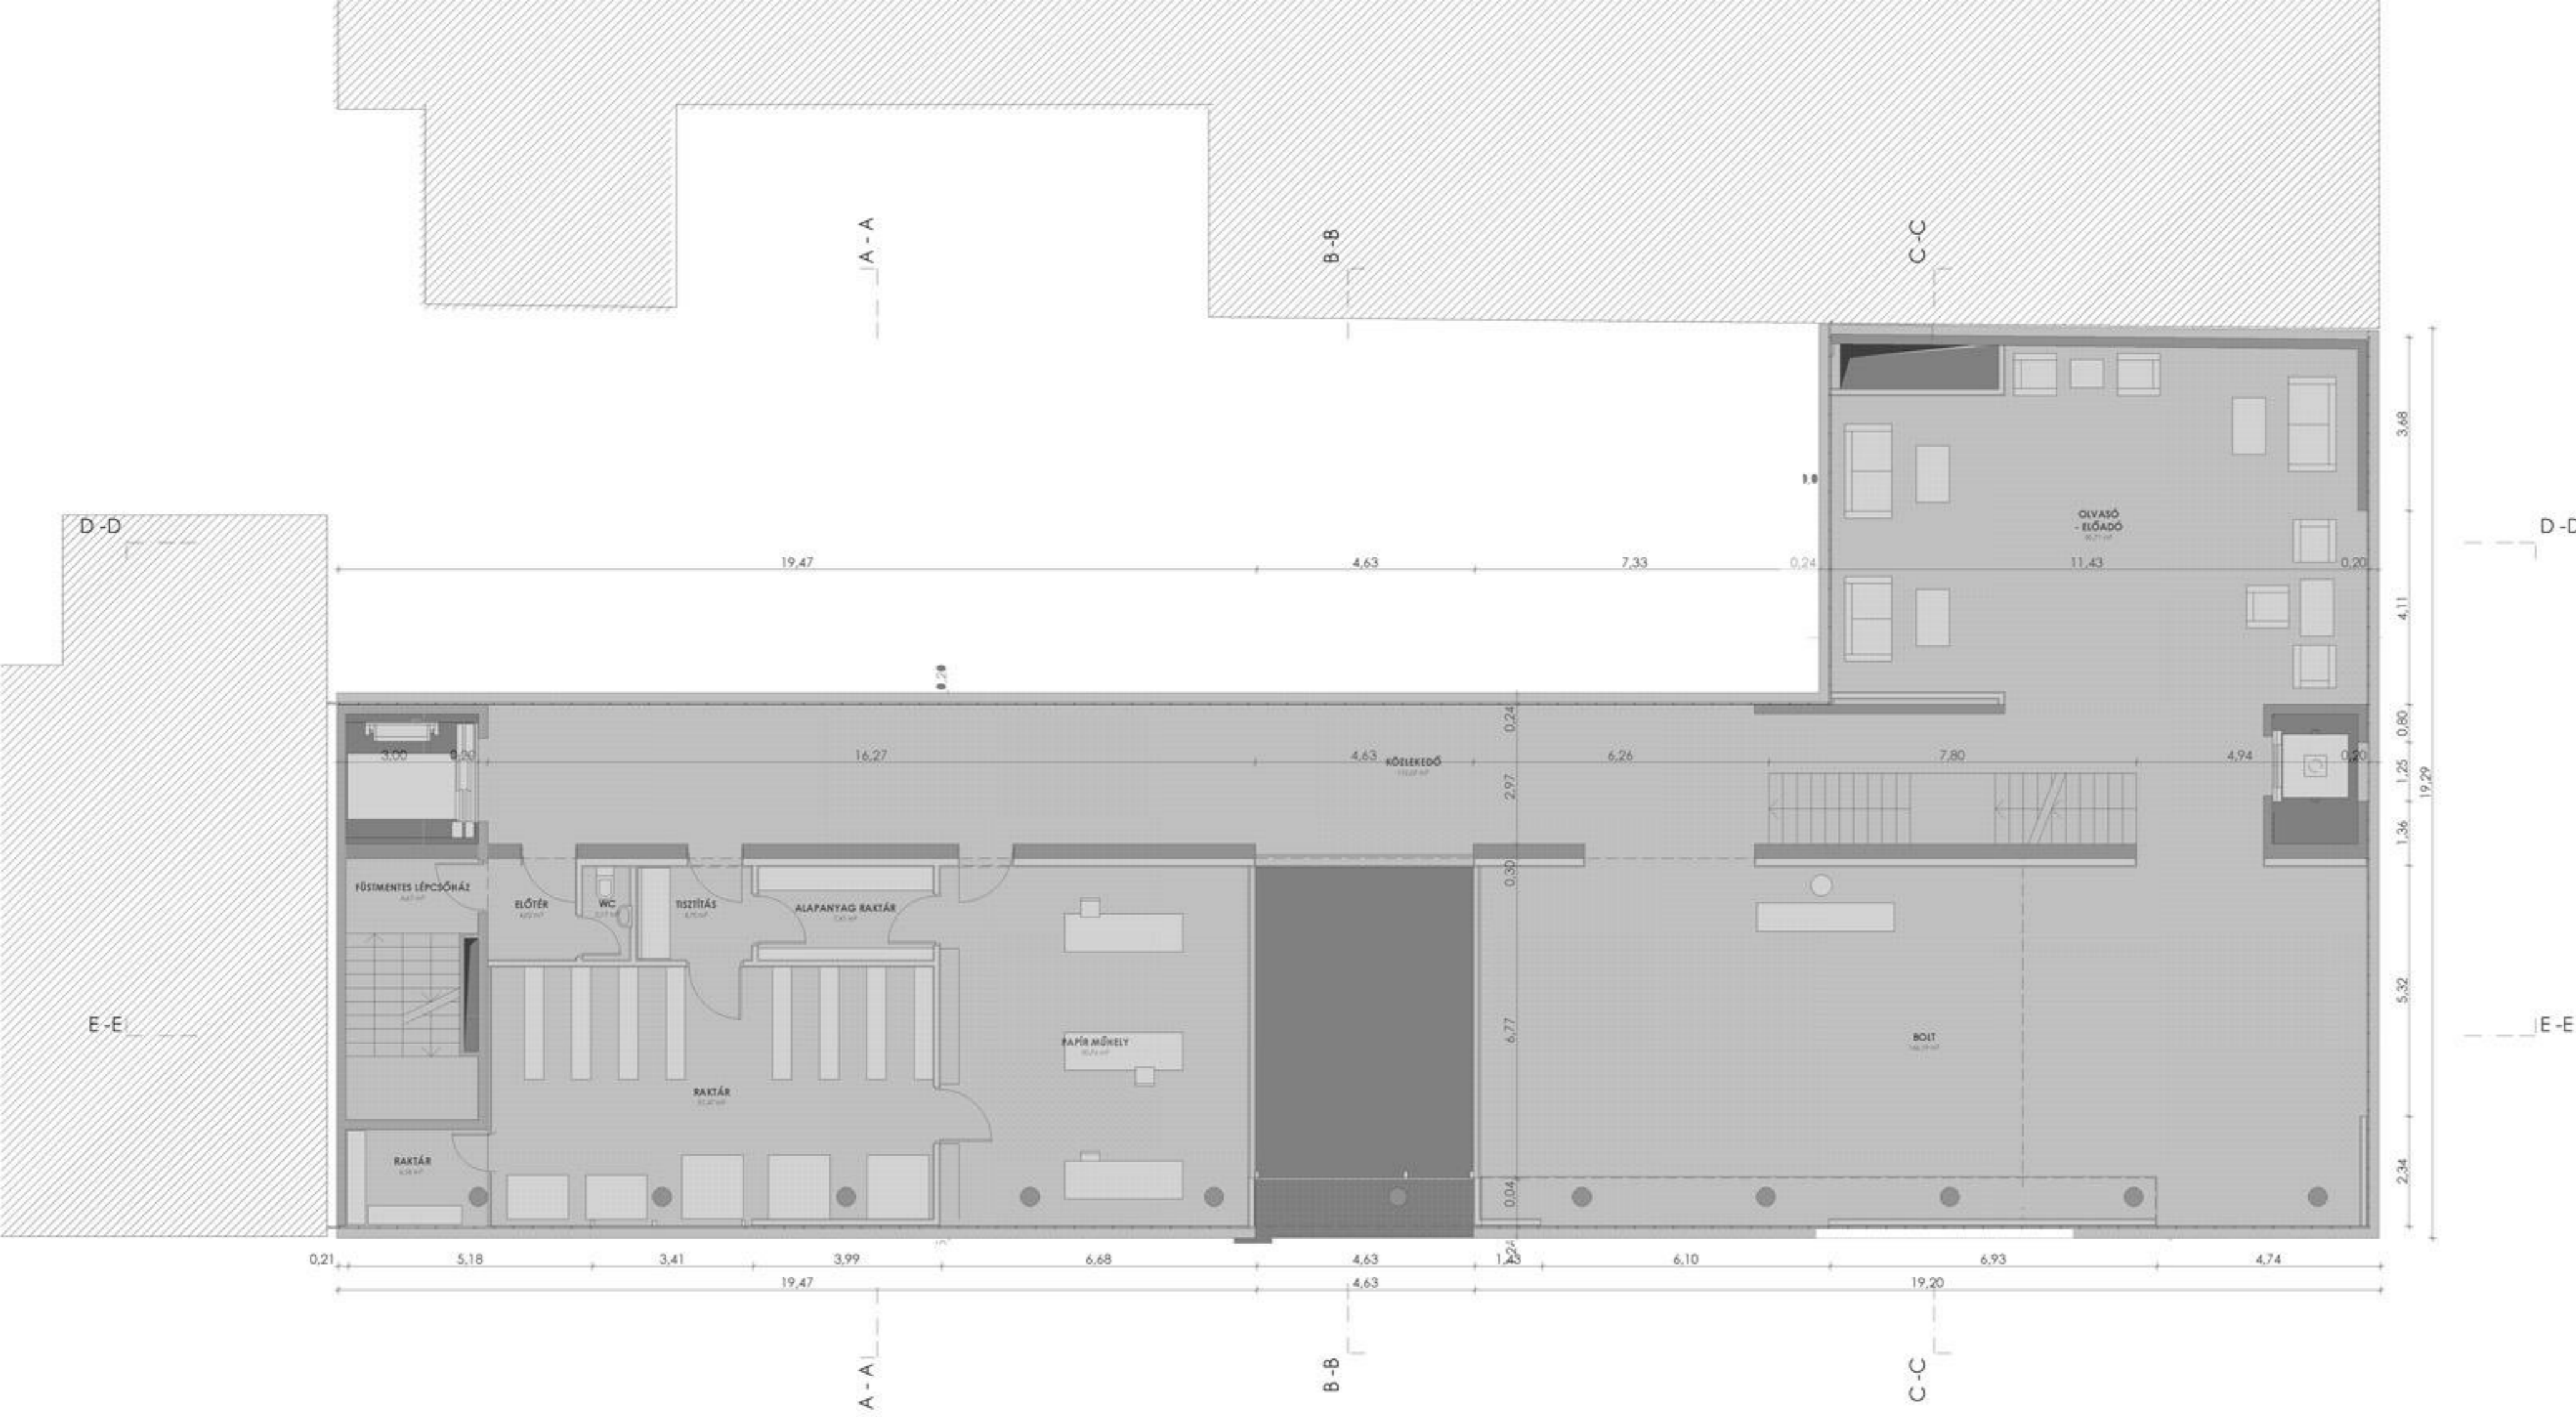 A - A
B -B
C -C
3,68
OLVASÓ
- ELŐADÓ
D -D
D -D
19,47
4,63
7,33
0,24
11,43
0,20
4,11
0,20
0,24
0,80
3,00
0,20
16,27
4,63
KÖZLEKEDŐ
6,26
7,80
4,94
0,20
1,25
19,29
2,97
1,36
0,30
FÜSTMENTES LÉPCSŐHÁZ
ELŐTÉR
WC
TISZTÍTÁS
ALAPANYAG RAKTÁR
5,32
E -E
E -E
6,77
PAPÍR MŰHELY
BOLT
RAKTÁR
RAKTÁR
2,34
0,04
0,21
5,18
3,41
3,99
6,68
4,63
1,43
6,10
6,93
4,74
19,47
4,63
19,20
A - A
B -B
C -C